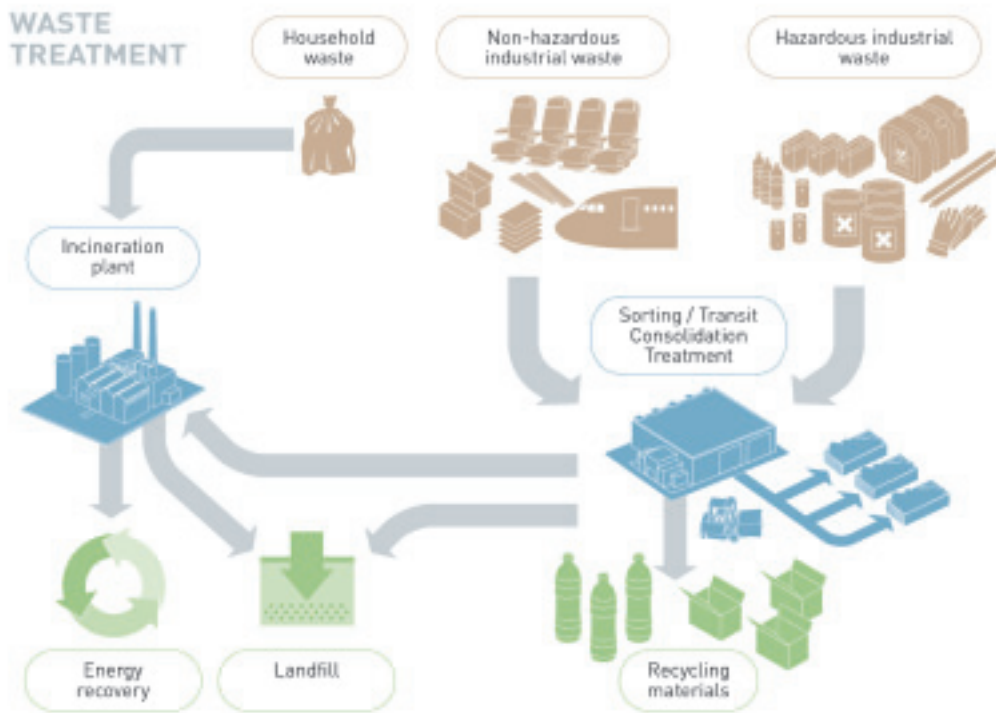 WASTE
TREATMENT
Household
waste
Non-hazardous
industrial waste
Hazardous industrial
waste
Incineration
plant
Sorting / Transit
Consolidation
Treatment
Energy
recovery
Landfill
Recycling
materials